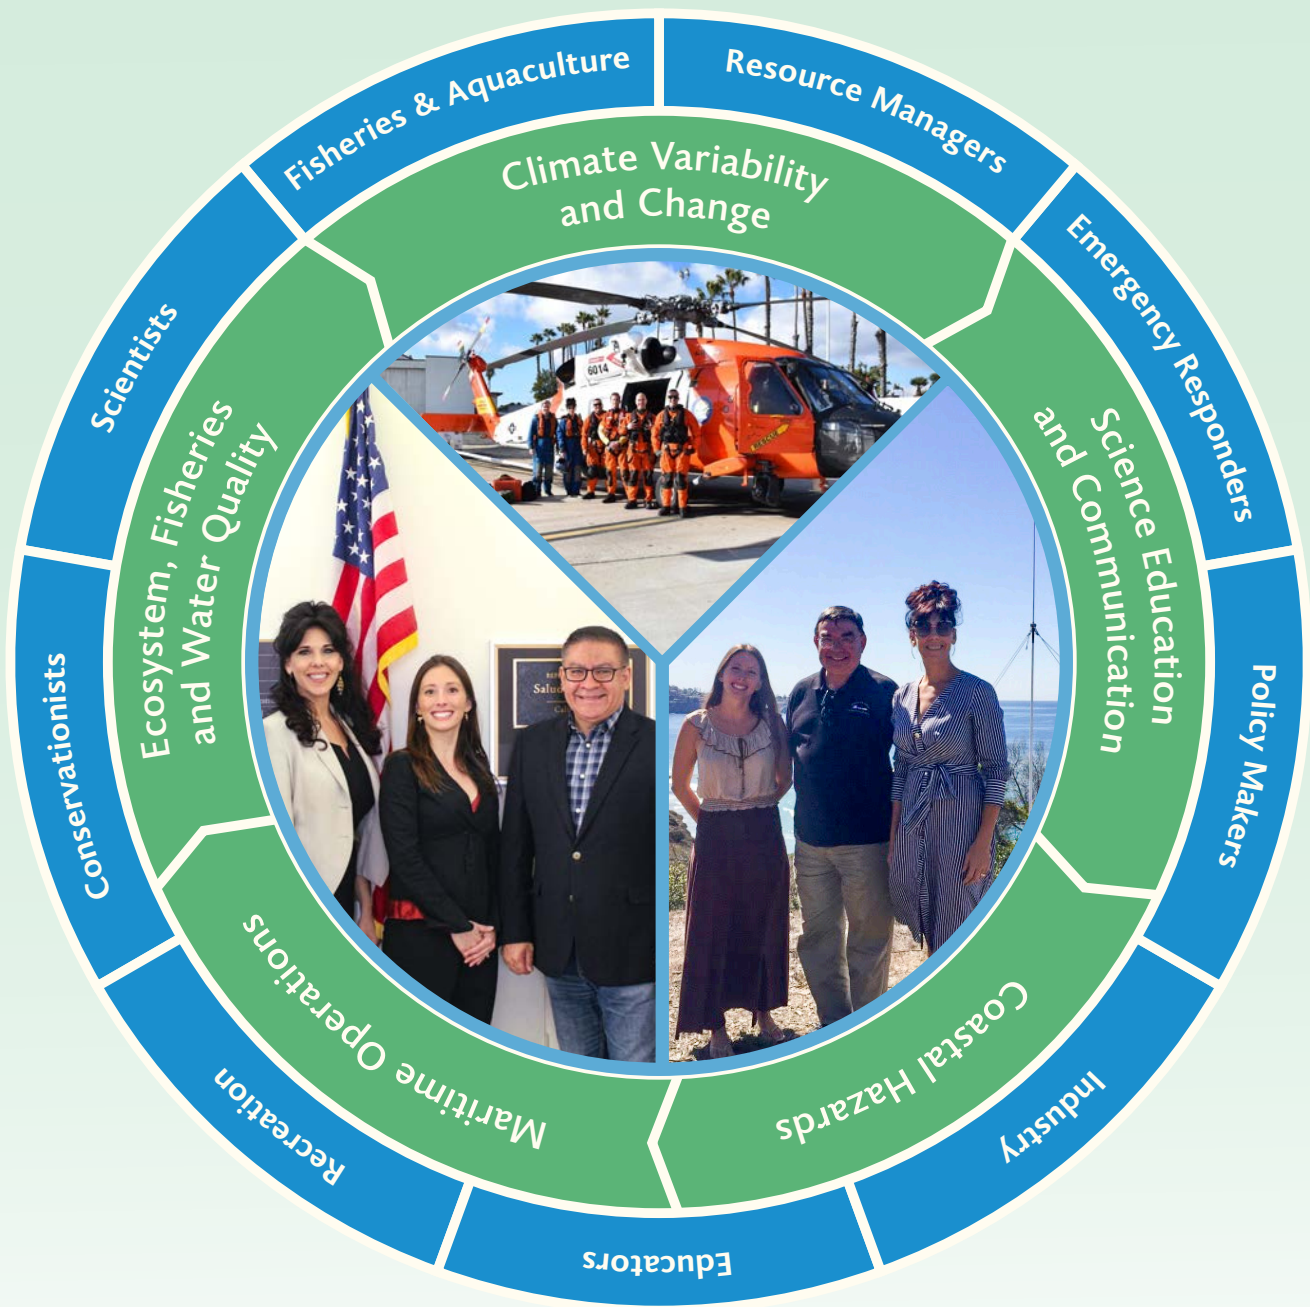 Fisheries & Aquaculture
Resource Managers
Emergency Responders
Policy Makers
Industry
Educators
Recreation
Conservationists
Scientists
Climate Variability
and Change
Science Education
and Communication
Coastal Hazards
Maritime Operations
Ecosystem, Fisheries
and Water Quality
6014
RESCUE